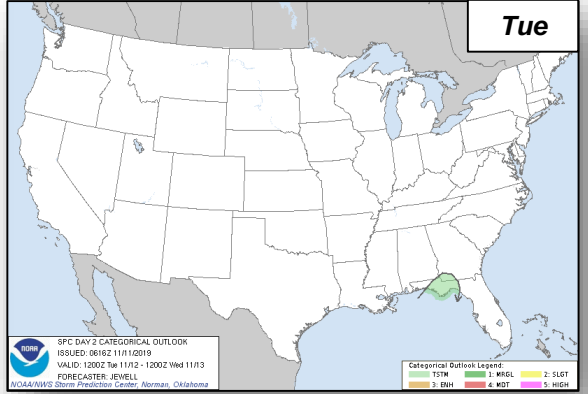 Tue
NOAA
SPC DAY 2 CATEGORICAL OUTLOOK
ISSUED: 0616Z 11/11/2019
VALID: 1200Z Tue 11/12 - 1200Z Wed 11/13
FORECASTER: JEWELL
NOAA/NWS Storm Prediction Center, Norman, Oklahoma
Categorical Outlook Legend:
TSTM 1: MRGL 2: SLGT
3: ENH 4: MDT 5: HIGH